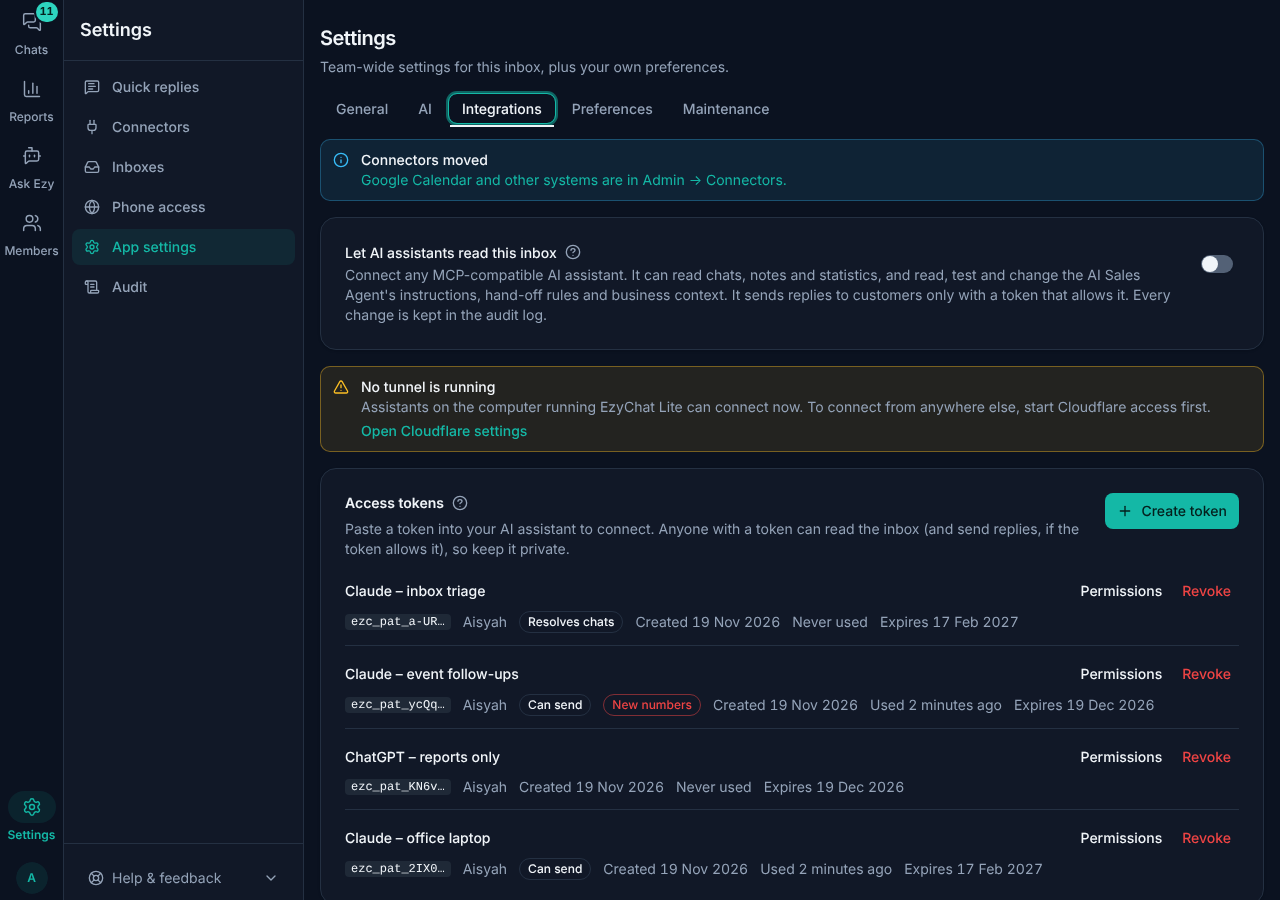 11
Chats
Reports
Ask Ezy
Members
Settings
A
Settings
Quick replies
Connectors
Inboxes
Phone access
App settings
Audit
Help & feedback
Settings
Team-wide settings for this inbox, plus your own preferences.
General AI Integrations Preferences Maintenance
Connectors moved
Google Calendar and other systems are in Admin → Connectors.
Let AI assistants read this inbox
Connect any MCP-compatible AI assistant. It can read chats, notes and statistics, and read, test and change the AI Sales
Agent's instructions, hand-off rules and business context. It sends replies to customers only with a token that allows it. Every
change is kept in the audit log.
No tunnel is running
Assistants on the computer running EzyChat Lite can connect now. To connect from anywhere else, start Cloudflare access first.
Open Cloudflare settings
Access tokens
Create token
Paste a token into your AI assistant to connect. Anyone with a token can read the inbox (and send replies, if the
token allows it), so keep it private.
Claude – inbox triage Permissions Revoke
ezc_pat_a-UR… Aisyah Resolves chats Created 19 Nov 2026 Never used Expires 17 Feb 2027
Claude – event follow-ups Permissions Revoke
ezc_pat_ycQq… Aisyah Can send New numbers Created 19 Nov 2026 Used 2 minutes ago Expires 19 Dec 2026
ChatGPT – reports only Permissions Revoke
ezc_pat_KN6v… Aisyah Created 19 Nov 2026 Never used Expires 19 Dec 2026
Claude – office laptop Permissions Revoke
ezc_pat_2IX0… Aisyah Can send Created 19 Nov 2026 Used 2 minutes ago Expires 17 Feb 2027